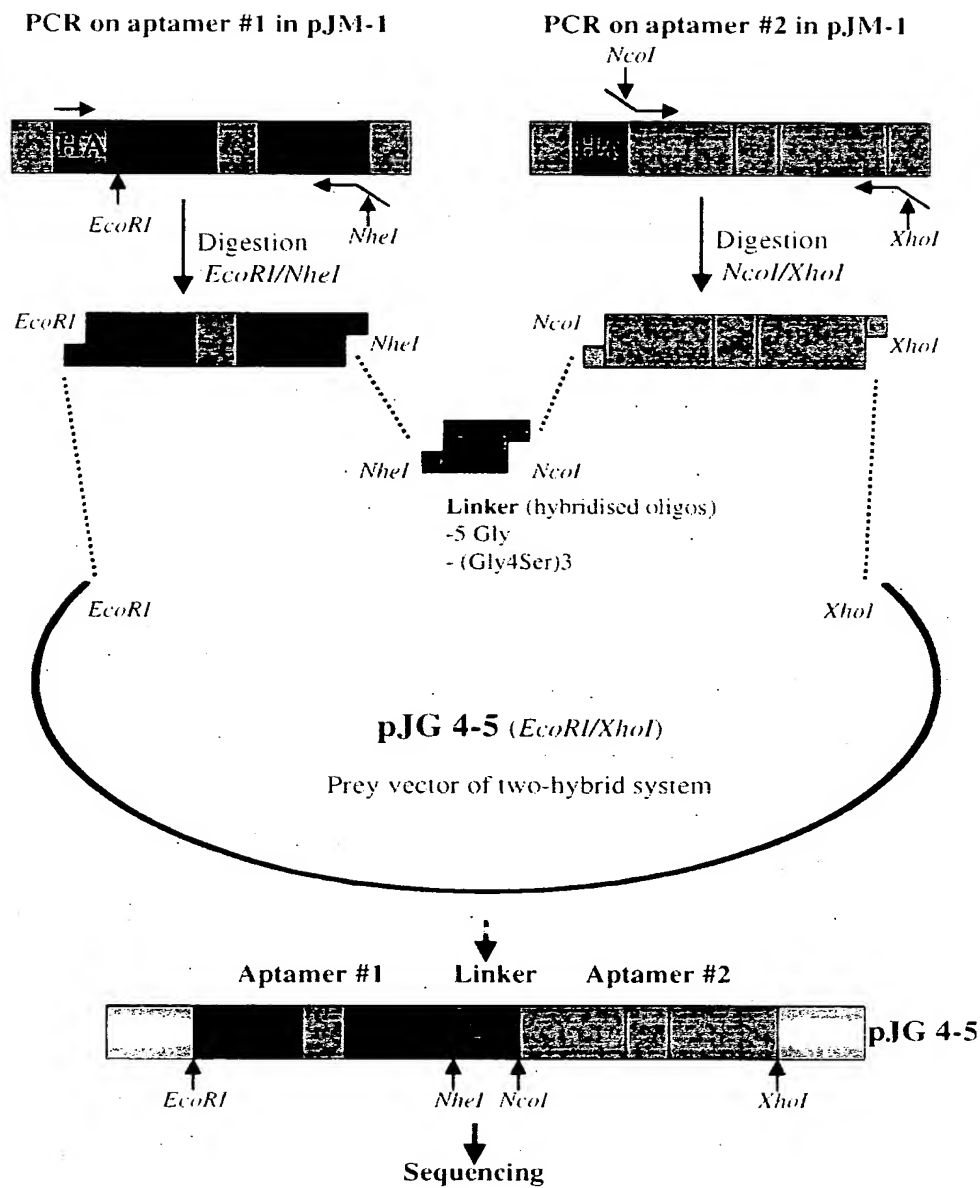 PCR on aptamer #1 in pJM-1
PCR on aptamer #2 in pJM-1
NcoI
HA
HA
EcoRI
NheI
XhoI
Digestion
EcoRI/NheI
Digestion
NcoI/XhoI
EcoRI
NheI
NcoI
XhoI
NheI
NcoI
Linker (hybridised oligos)
-5 Gly
- (Gly4Ser)3
EcoRI
XhoI
pJG 4-5 (EcoRI/XhoI)
Prey vector of two-hybrid system
Aptamer #1
Linker
Aptamer #2
pJG 4-5
EcoRI
NheI
NcoI
XhoI
Sequencing